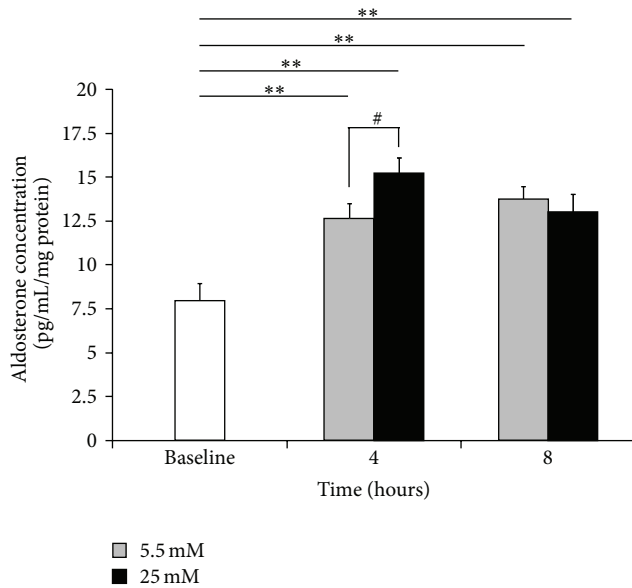 **
**
**
**
#
20
17.5
15
12.5
10
7.5
5
2.5
0
Aldosterone concentration
(pg/mL/mg protein)
Baseline
4
8
Time (hours)
5.5 mM
25 mM